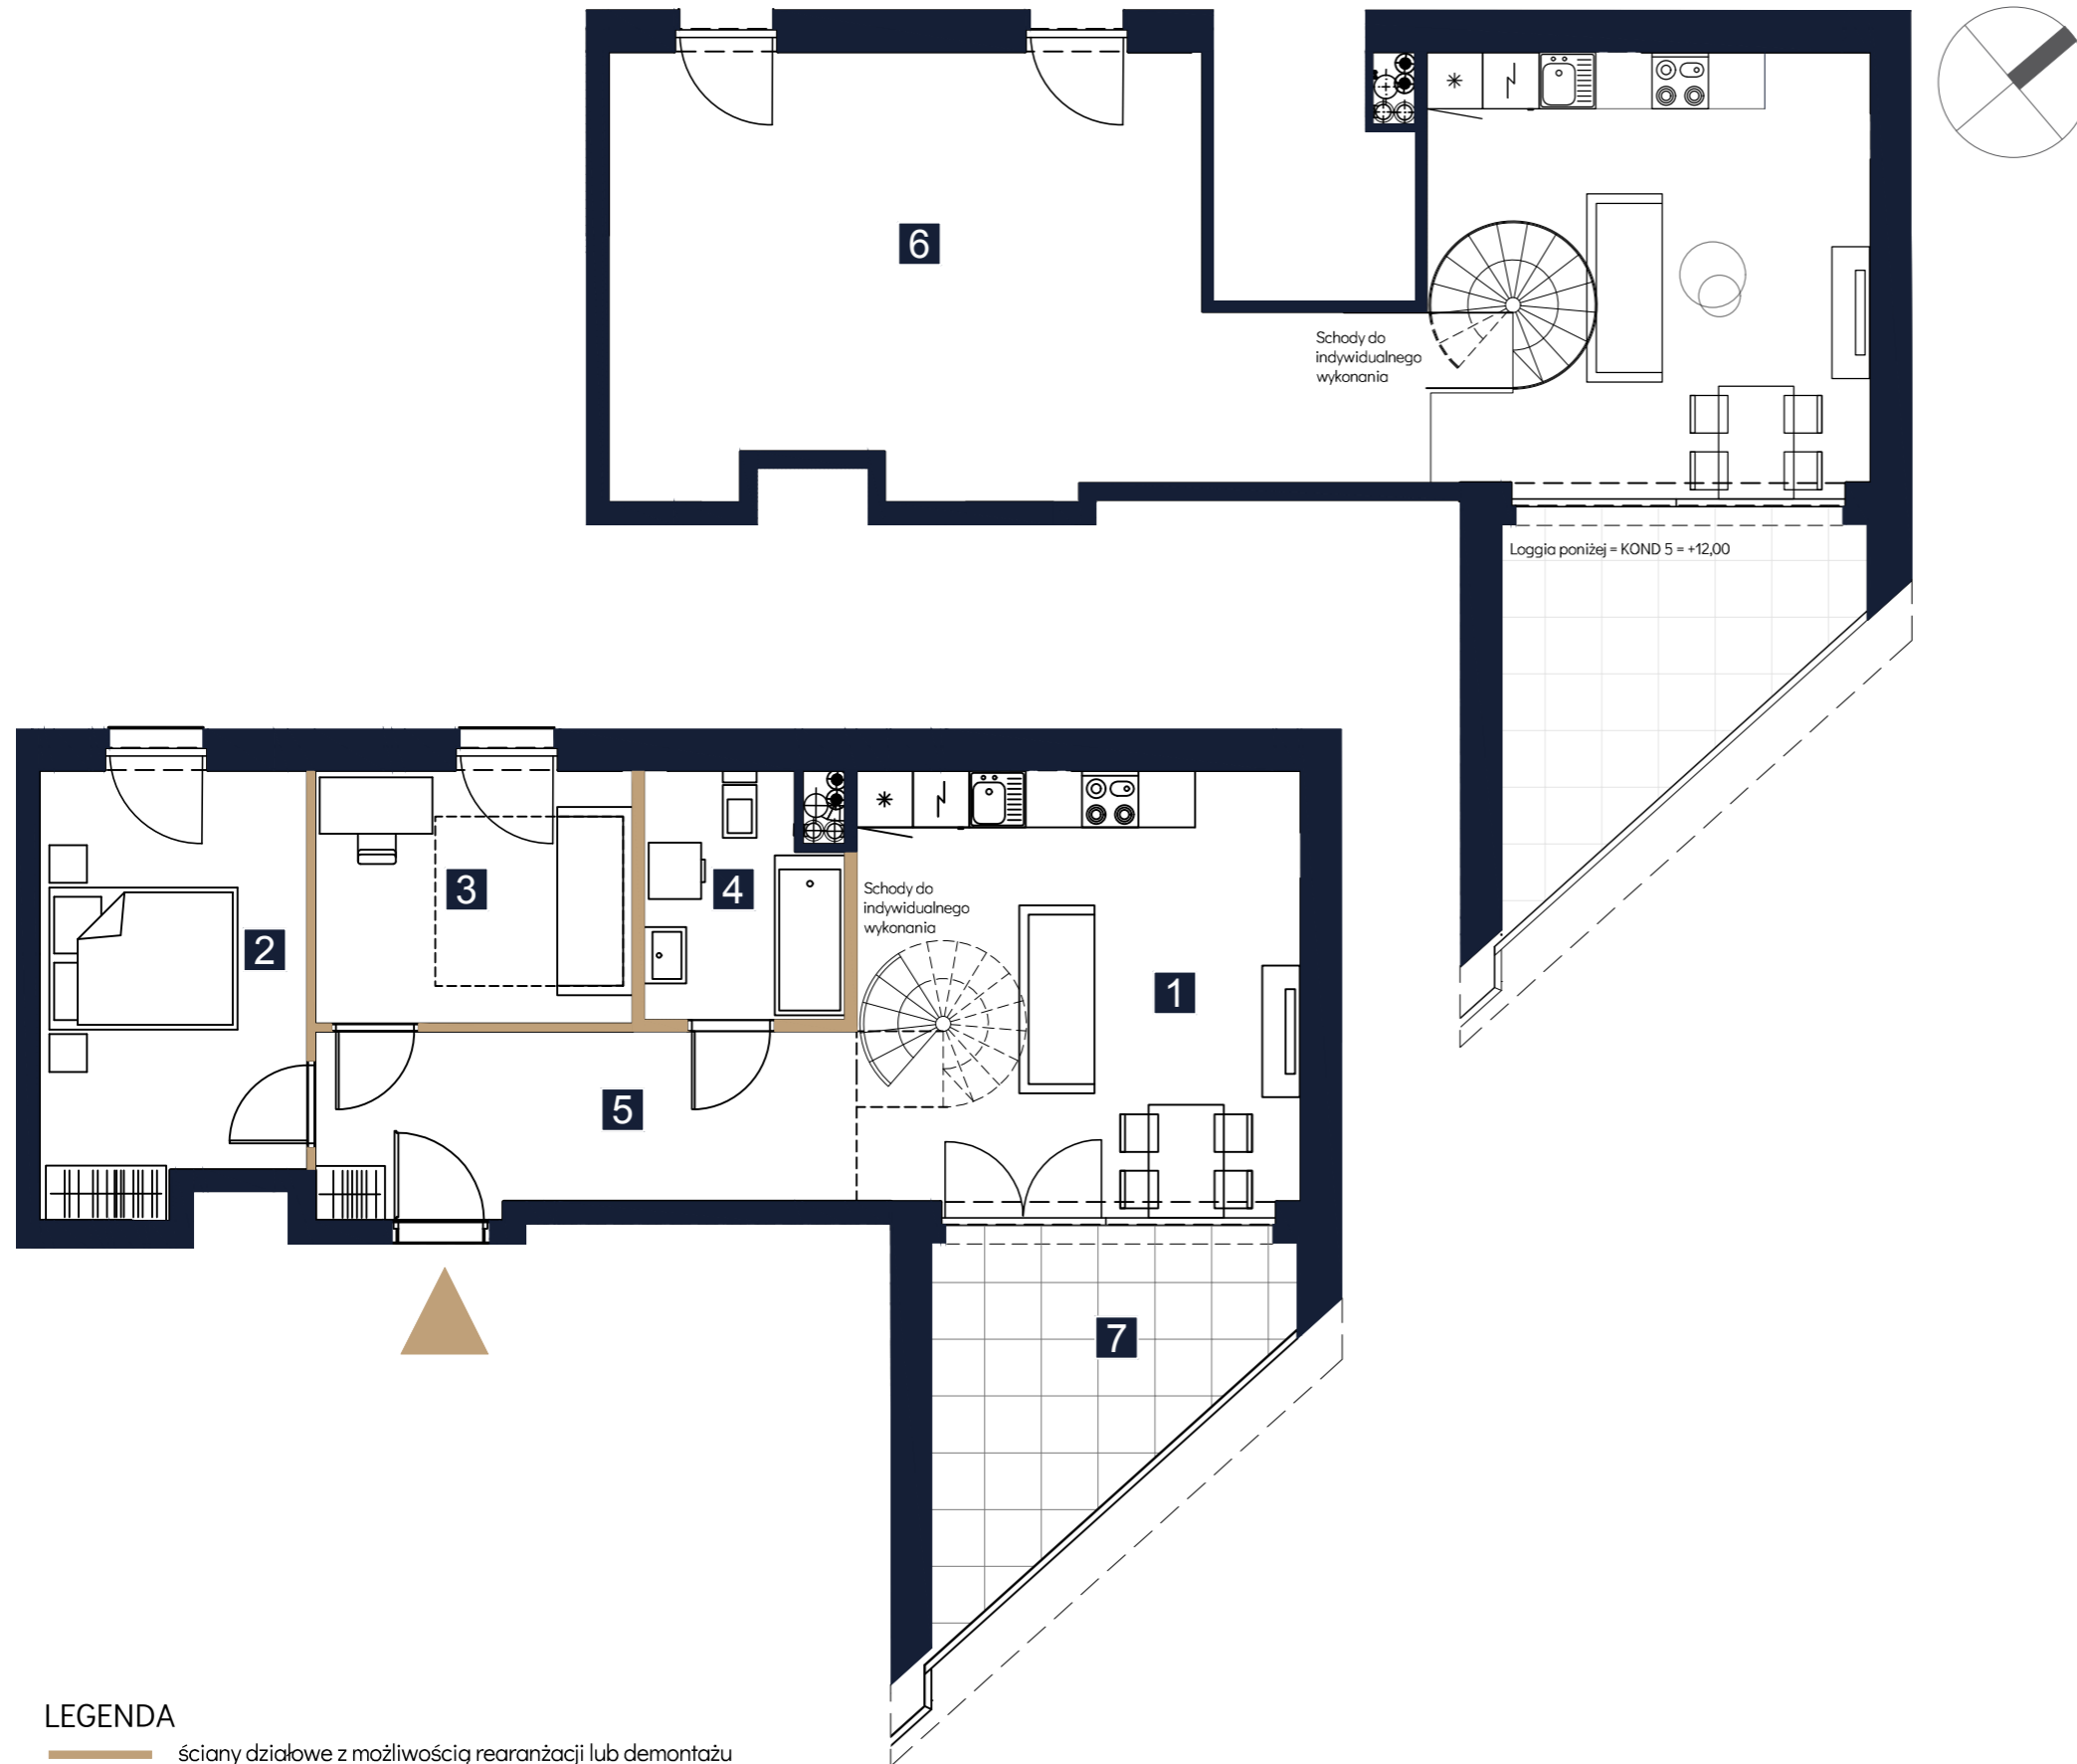 6
Schody do
indywidualnego
wykonania
Loggia poniżej = KOND 5 = +12,00
3
4
Schody do
indywidualnego
wykonania
2
1
5
7
LEGENDA
ściany działowe z możliwością rearanżacji lub demontażu